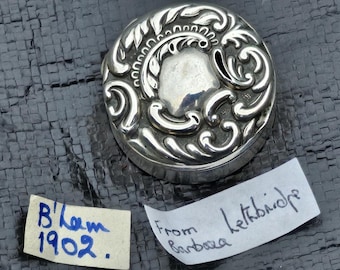 B'ham
1902.
From Lethbridge
Barbara